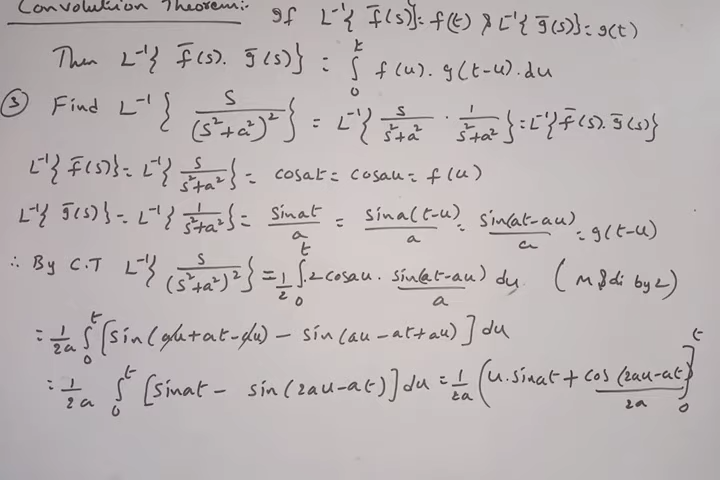 Convolution Theorem:- If L⁻¹{ f̄(s)}= f(t) & L⁻¹{ ḡ(s)}= g(t)
Then L⁻¹{ f̄(s). ḡ(s)} = ∫₀ᵗ f(u). g(t-u).du
③ Find L⁻¹{ s/(s²+a²)² } = L⁻¹{ s/(s²+a²) · 1/(s²+a²) }= L⁻¹{ f̄(s). ḡ(s)}
L⁻¹{ f̄(s)}= L⁻¹{ s/(s²+a²) }= cosat = cosau = f(u)
L⁻¹{ ḡ(s)} = L⁻¹{ 1/(s²+a²) }= sinat/a = sina(t-u)/a = sin(at-au)/a = g(t-u)
∴ By C.T L⁻¹{ s/(s²+a²)² }= 1/2 ∫₀ᵗ 2cosau. sin(at-au)/a du (M & di by 2)
= 1/2a ∫₀ᵗ [sin(au+at-au) - sin(au-at+au)] du
= 1/2a ∫₀ᵗ [sinat - sin(2au-at)] du = 1/2a (u.sinat + cos(2au-at)/2a ]₀ᵗ